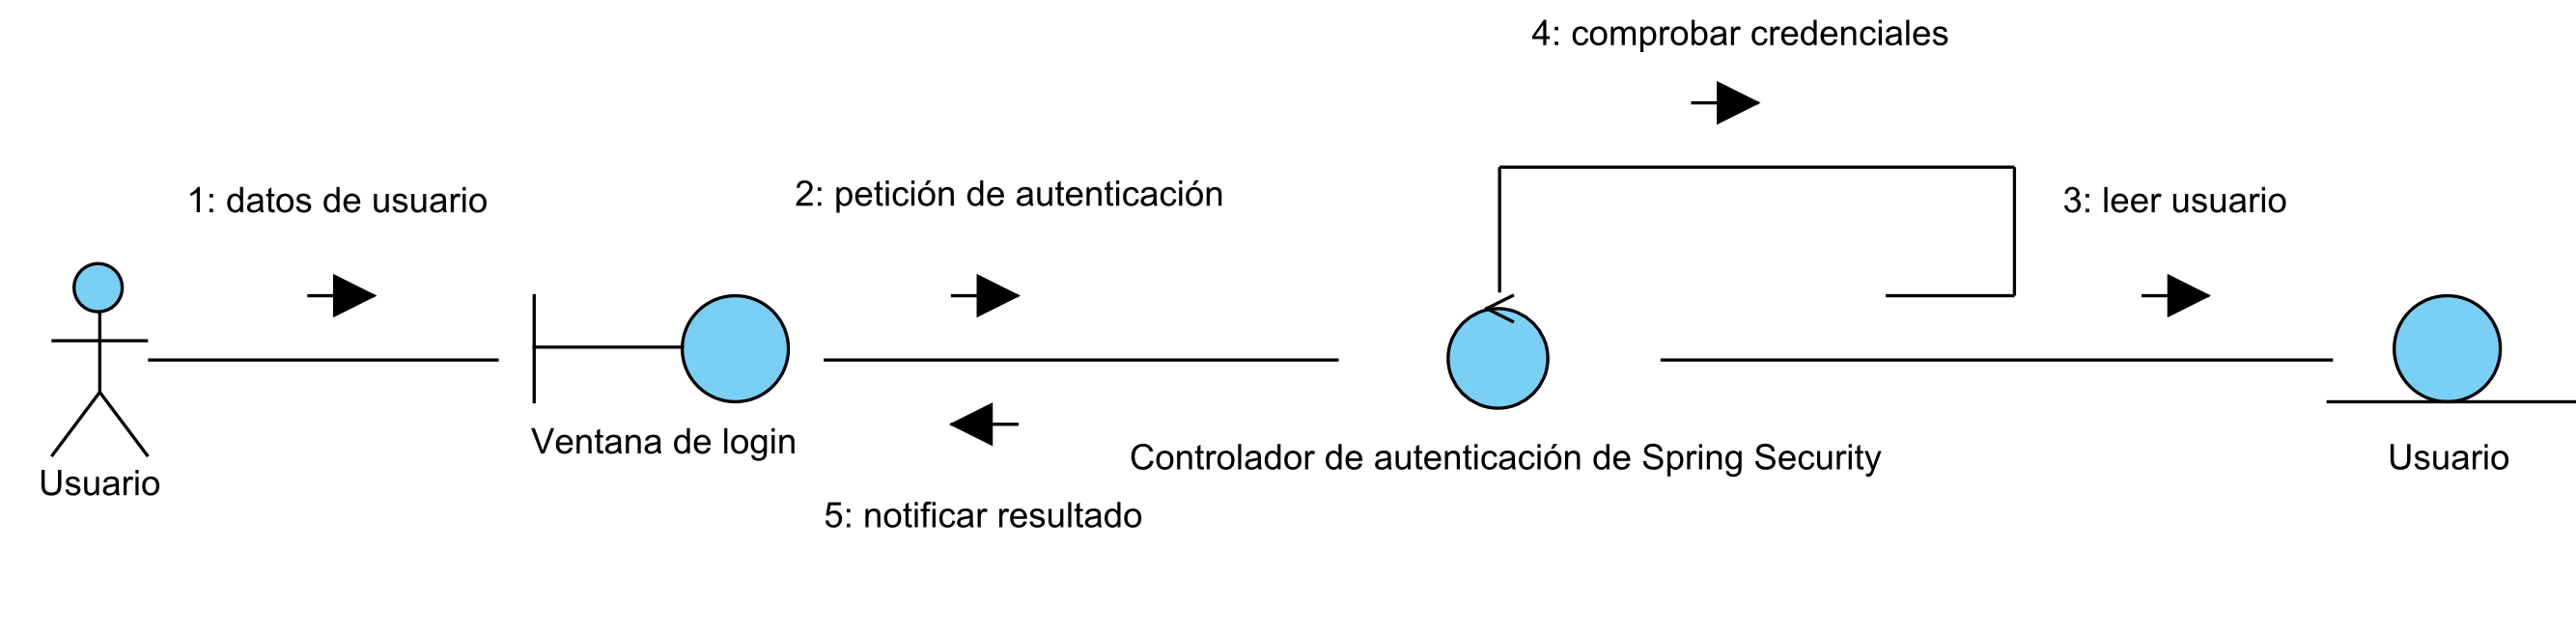 4: comprobar credenciales
1: datos de usuario
2: petición de autenticación
3: leer usuario
Ventana de login
Controlador de autenticación de Spring Security
Usuario
Usuario
5: notificar resultado